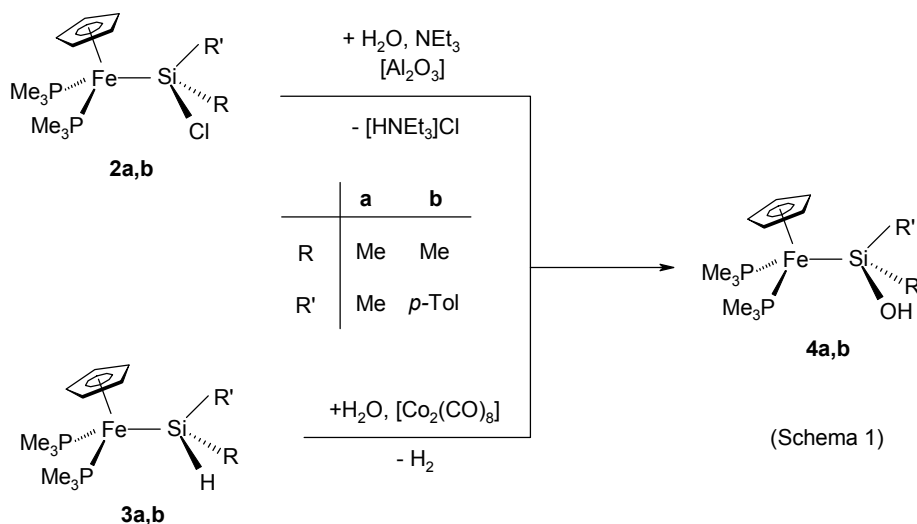 Me3P
Me3P
Fe
Si
R'
R
Cl
2a,b
+ H2O, NEt3
[Al2O3]
- [HNEt3]Cl
a b
R Me Me
R' Me p-Tol
Me3P
Me3P
Fe
Si
R'
R
H
3a,b
+H2O, [Co2(CO)8]
- H2
Me3P
Me3P
Fe
Si
R'
R
OH
4a,b
(Schema 1)